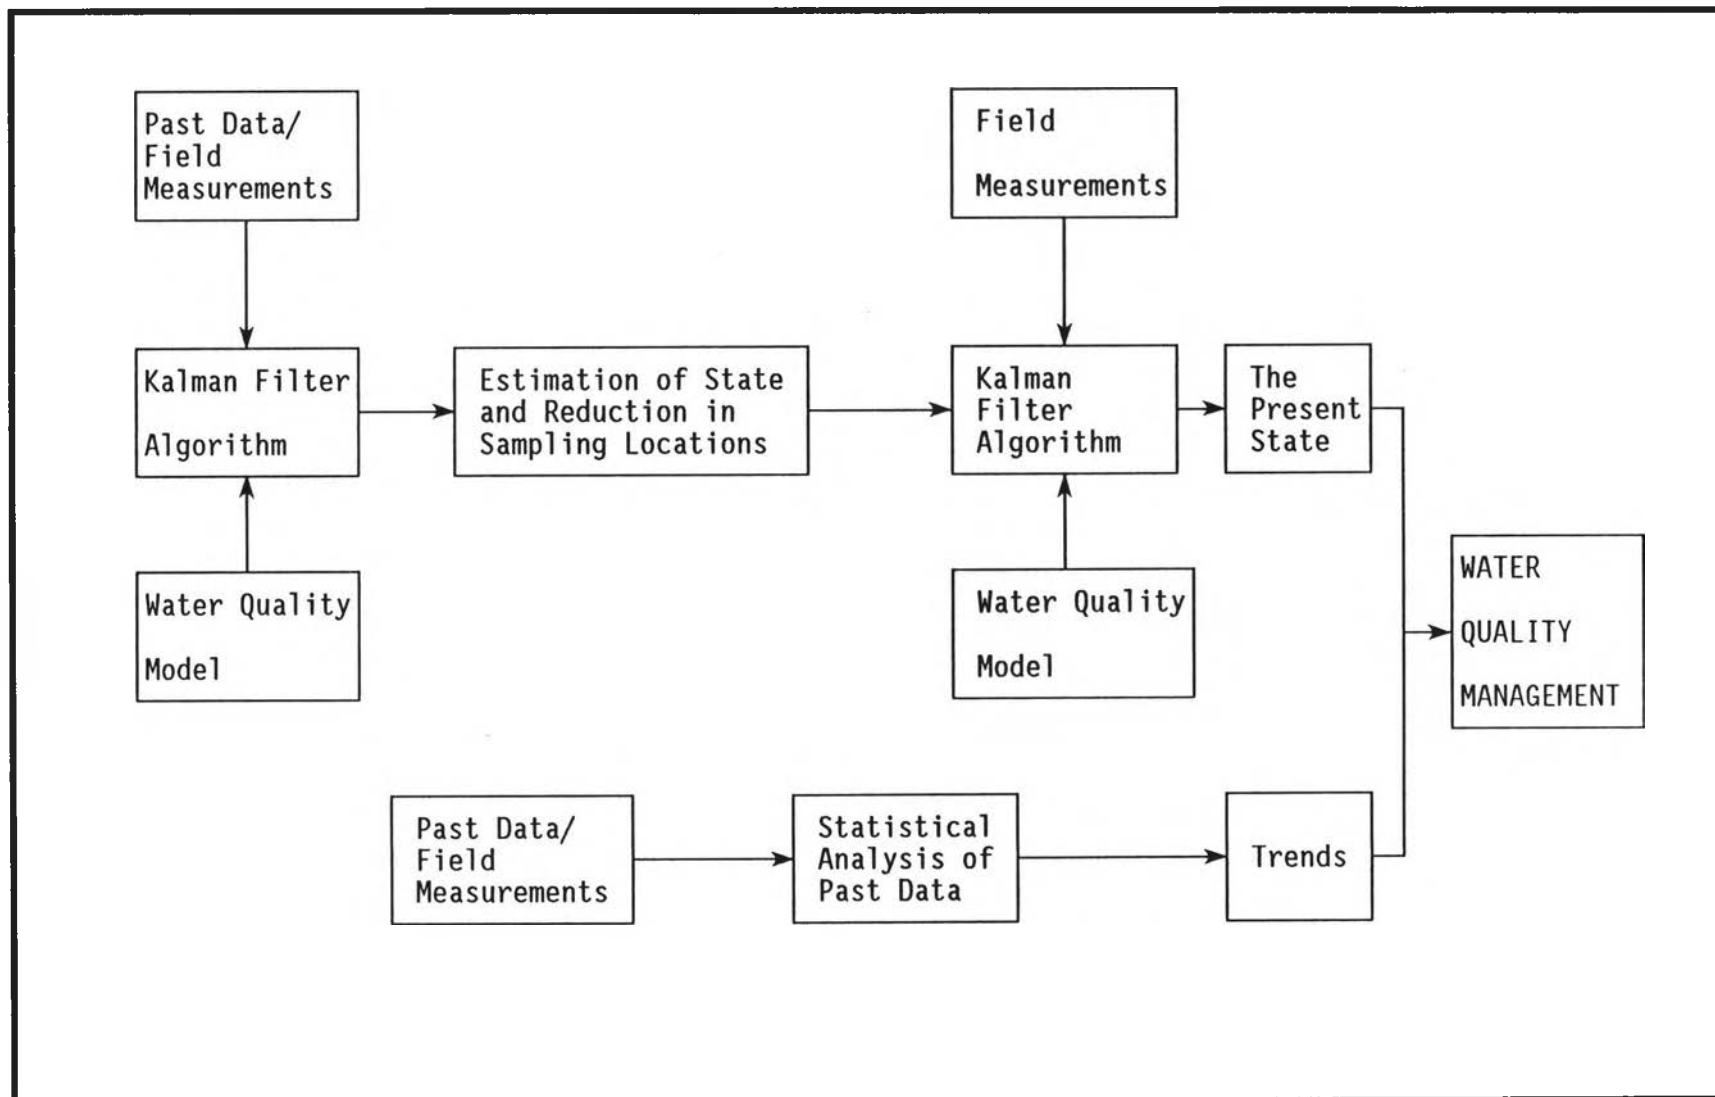 Past Data/
Field
Measurements
Field
Measurements
Kalman Filter
Algorithm
Estimation of State
and Reduction in
Sampling Locations
Kalman
Filter
Algorithm
The
Present
State
Water Quality
Model
Water Quality
Model
WATER
QUALITY
MANAGEMENT
Past Data/
Field
Measurements
Statistical
Analysis of
Past Data
Trends